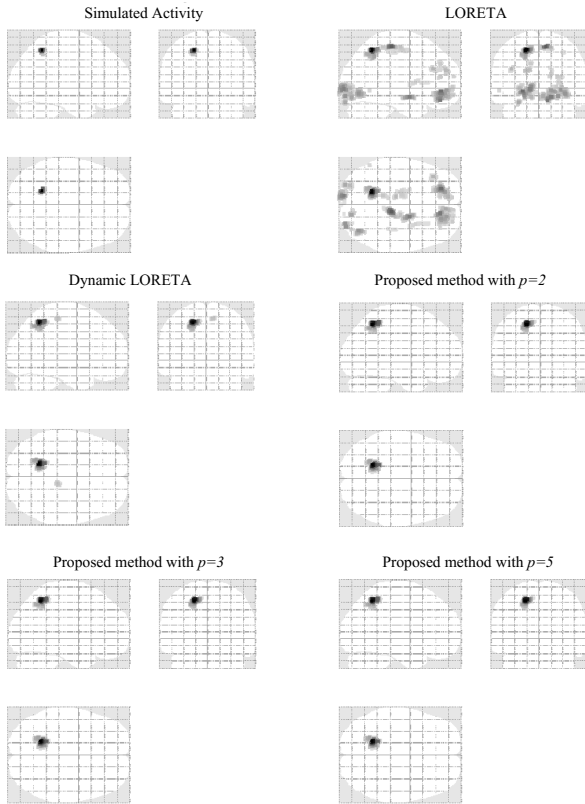 Simulated Activity
LORETA
Dynamic LORETA
Proposed method with p=2
Proposed method with p=3
Proposed method with p=5